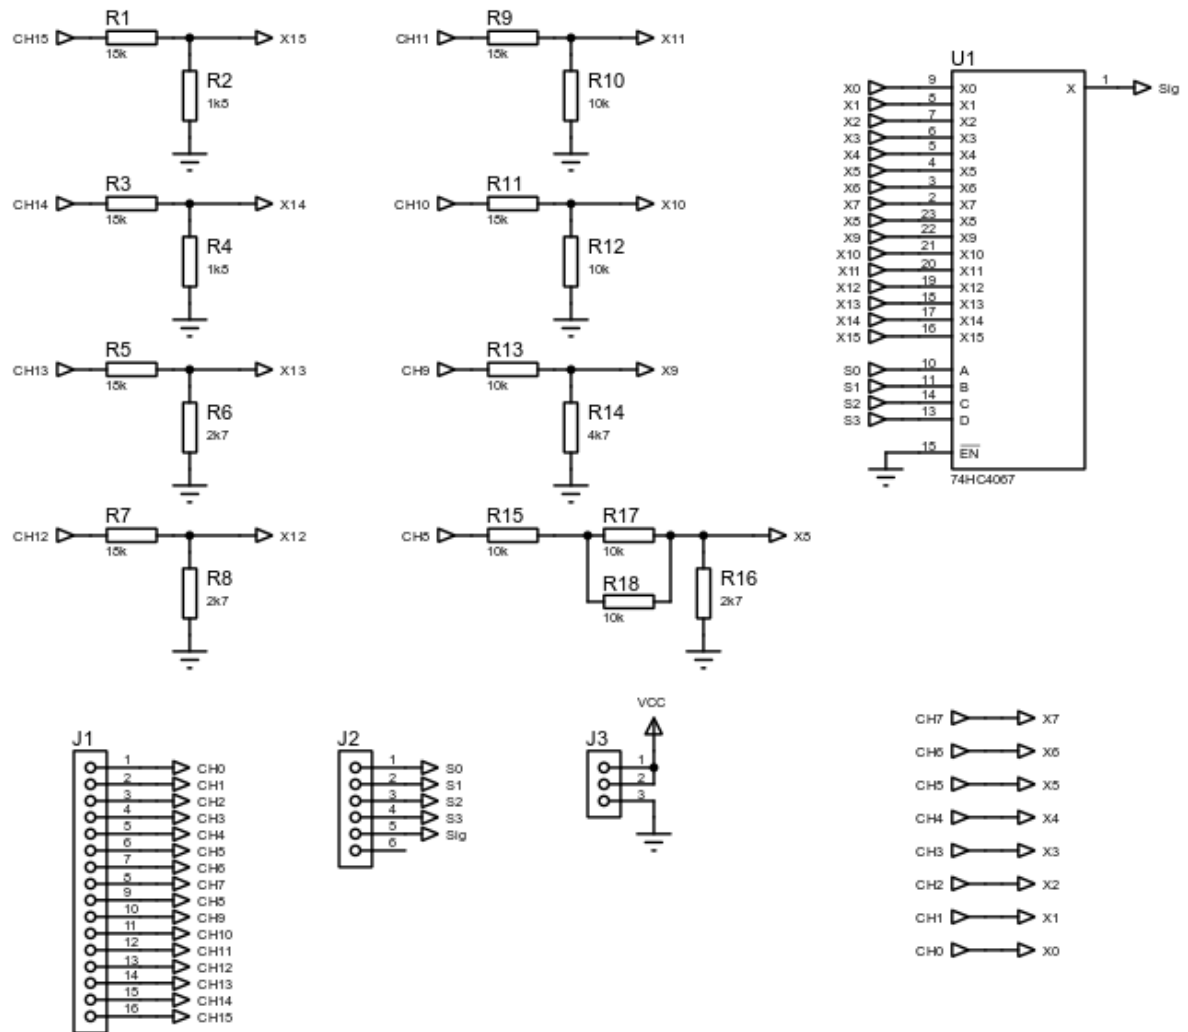 R1
CH15
X15
15k
R2
1k5
R9
CH11
X11
15k
R10
10k
R3
CH14
X14
15k
R4
1k5
R11
CH10
X10
15k
R12
10k
R5
CH13
X13
15k
R6
2k7
R13
CH9
X9
10k
R14
4k7
R7
CH12
X12
15k
R8
2k7
R15
CH8
10k
R17
10k
X8
R18
10k
R16
2k7
U1
X0 9 X0 X 1 Sig
X1 8 X1
X2 7 X2
X3 6 X3
X4 5 X4
X5 4 X5
X6 3 X6
X7 2 X7
X8 23 X8
X9 22 X9
X10 21 X10
X11 20 X11
X12 19 X12
X13 18 X13
X14 17 X14
X15 16 X15
S0 10 A
S1 11 B
S2 14 C
S3 13 D
15 EN
74HC4067
J1
1 CH0
2 CH1
3 CH2
4 CH3
5 CH4
6 CH5
7 CH6
8 CH7
9 CH8
10 CH9
11 CH10
12 CH11
13 CH12
14 CH13
15 CH14
16 CH15
J2
1 S0
2 S1
3 S2
4 S3
5 Sig
6
VCC
J3
1
2
3
CH7 X7
CH6 X6
CH5 X5
CH4 X4
CH3 X3
CH2 X2
CH1 X1
CH0 X0